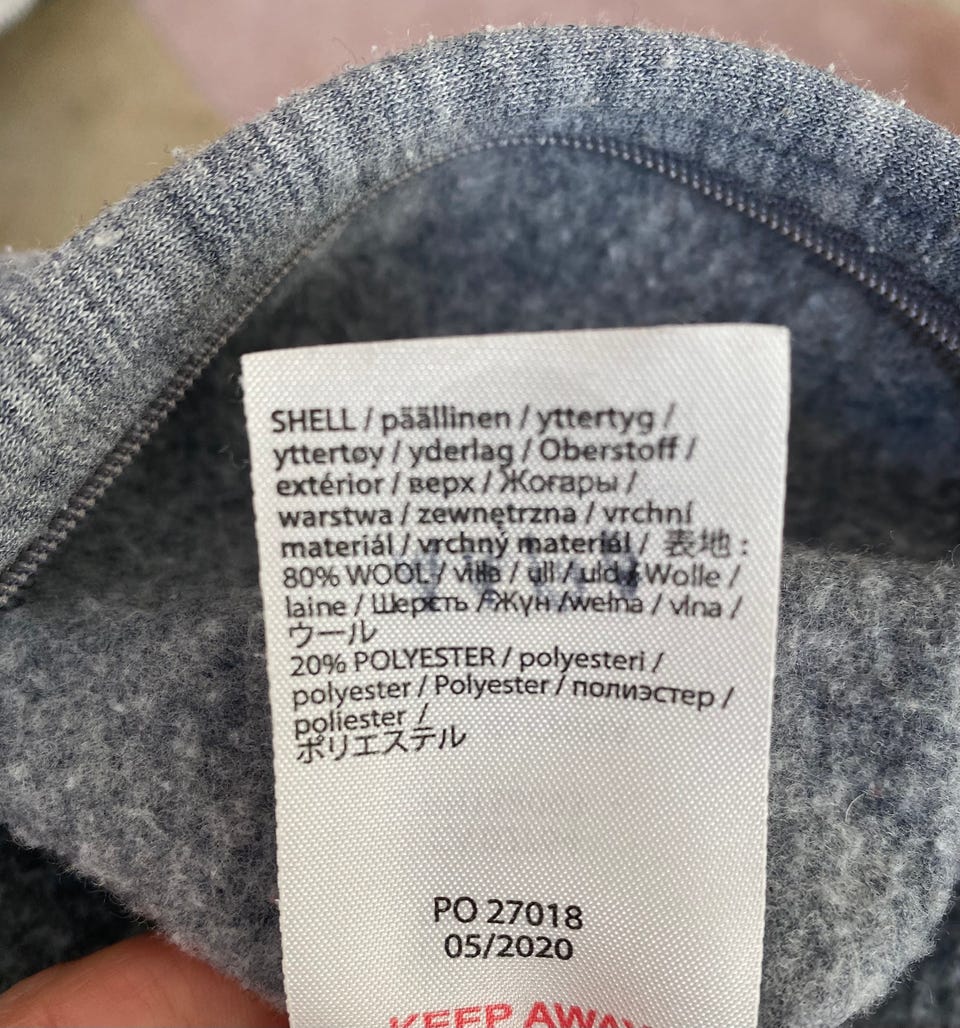 SHELL / päällinen / yttertyg /
yttertøy / yderlag / Oberstoff /
extérior / верх / Жоғары /
warstwa / zewnętrzna / vrchní
materiál / vrchný materiál / 表地 :
80% WOOL / villa / ull / uld / Wolle /
laine / Шерсть / Жүн /wełna / vlna /
ウール
20% POLYESTER / polyesteri /
polyester / Polyester / полиэстер /
poliester /
ポリエステル
PO 27018
05/2020
KEEP AWAY